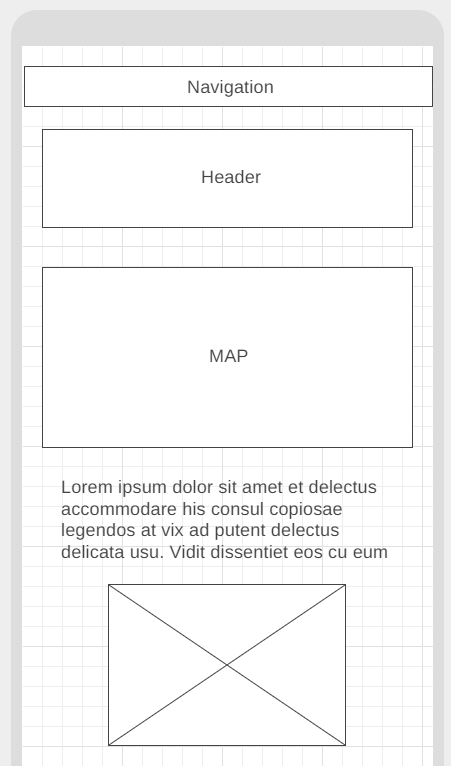 Navigation
Header
MAP
Lorem ipsum dolor sit amet et delectus
accommodare his consul copiosae
legendos at vix ad putent delectus
delicata usu. Vidit dissentiet eos cu eum